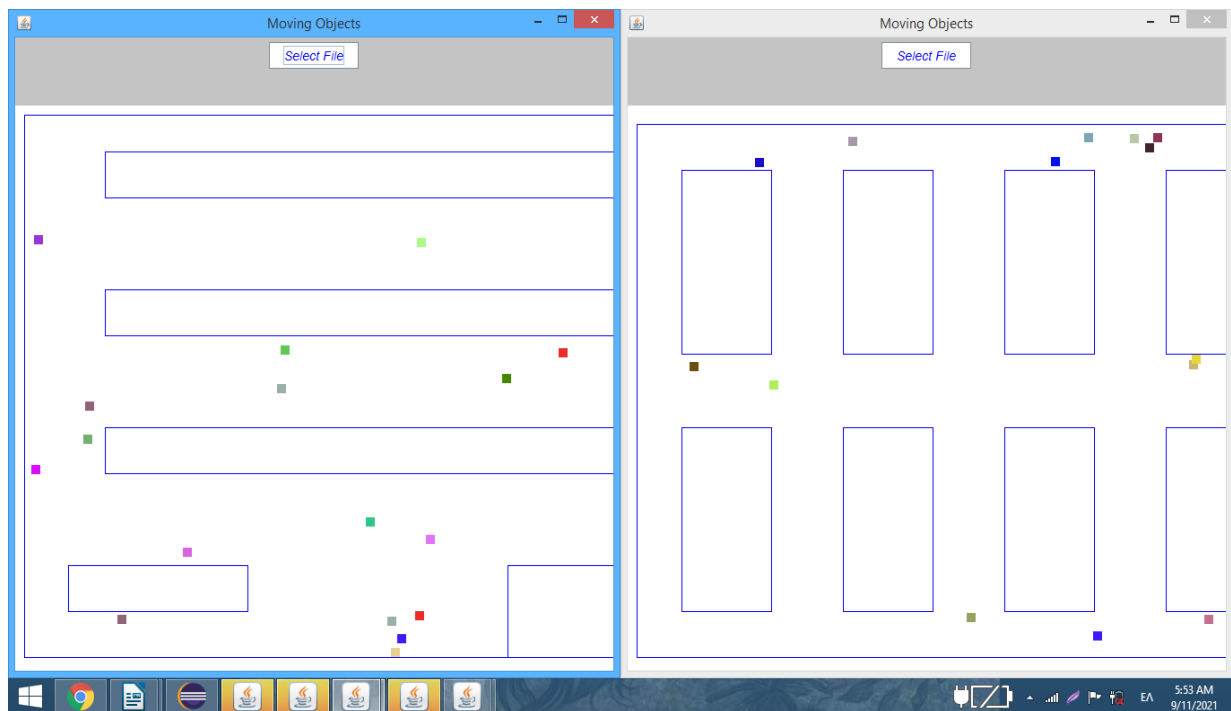 Moving Objects
Select File
Moving Objects
Select File
ΕΛ
5:53 AM
9/11/2021